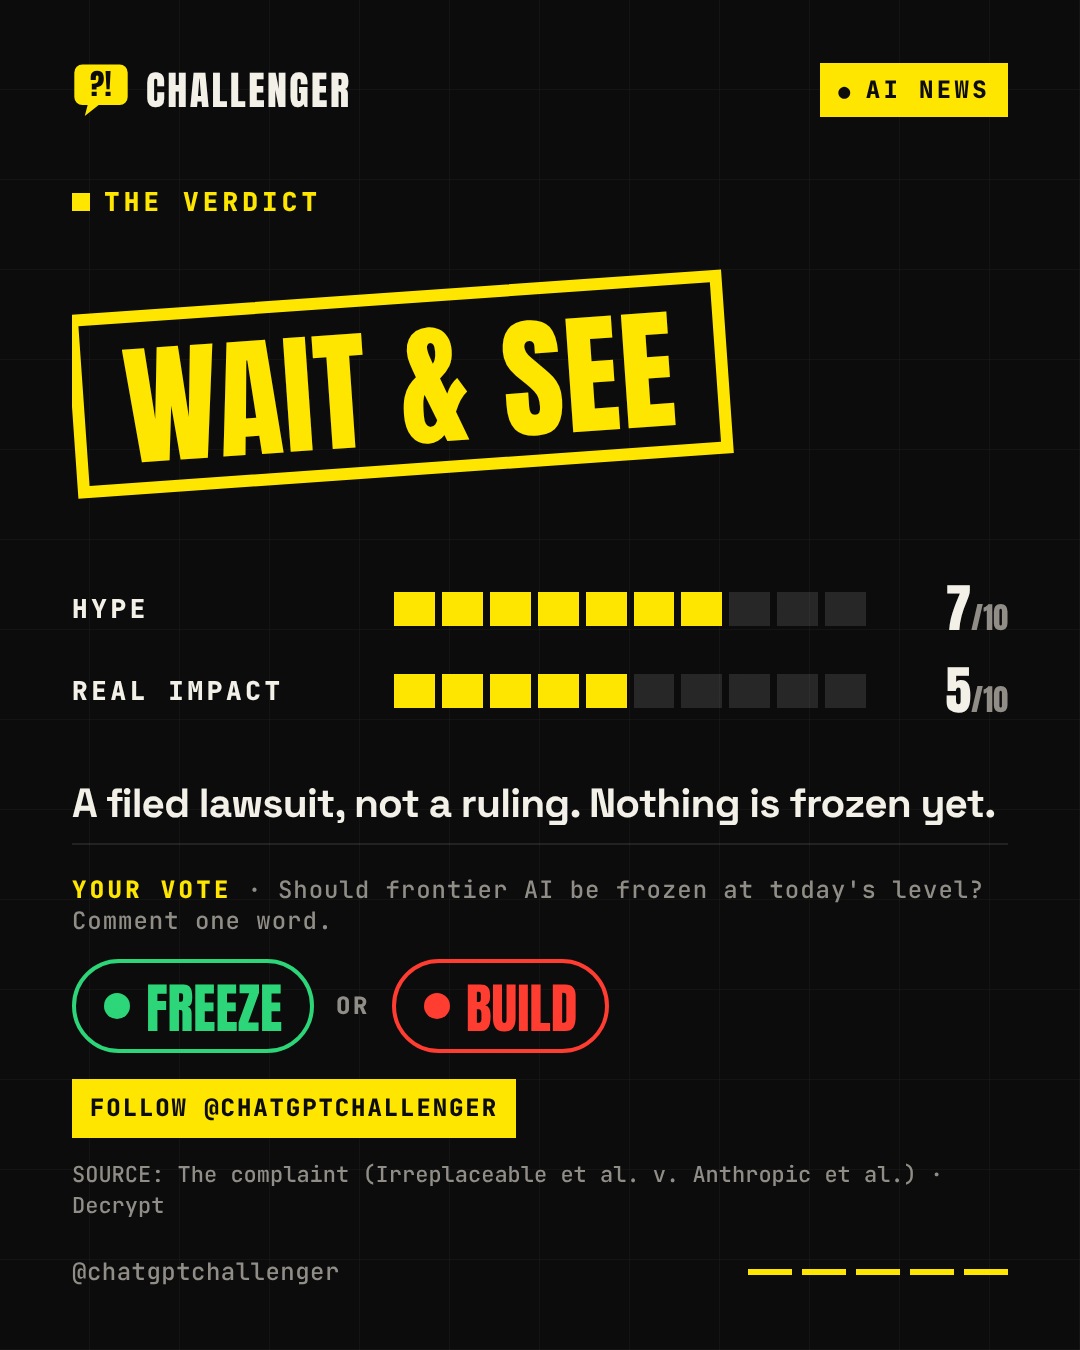 ?! CHALLENGER
● AI NEWS
THE VERDICT
WAIT & SEE
HYPE 7/10
REAL IMPACT 5/10
A filed lawsuit, not a ruling. Nothing is frozen yet.
YOUR VOTE · Should frontier AI be frozen at today's level?
Comment one word.
FREEZE OR BUILD
FOLLOW @CHATGPTCHALLENGER
SOURCE: The complaint (Irreplaceable et al. v. Anthropic et al.) ·
Decrypt
@chatgptchallenger